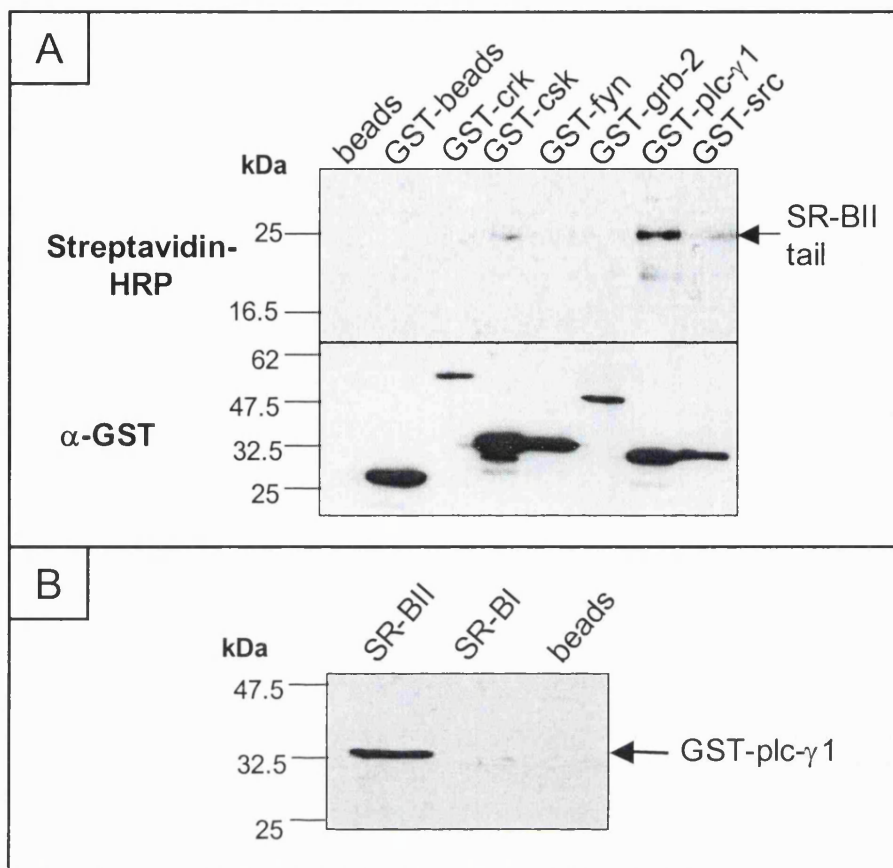 A
beads
GST-beads
GST-crk
GST-csk
GST-fyn
GST-grb-2
GST-plc-γ1
GST-src
kDa
Streptavidin-
HRP
25
16.5
SR-BII
tail
α-GST
62
47.5
32.5
25
B
SR-BII
SR-BI
beads
kDa
47.5
32.5
25
GST-plc-γ1